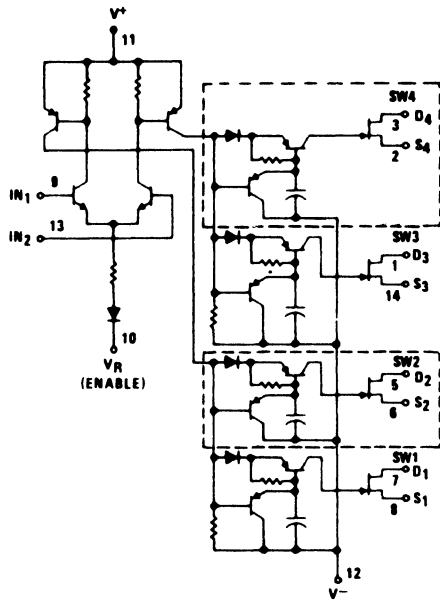 V+
11
SW4
D4
3
S4
2
IN1
9
IN2
13
SW3
D3
1
S3
14
10
VR
(ENABLE)
SW2
D2
5
S2
6
SW1
D1
7
S1
8
12
V−